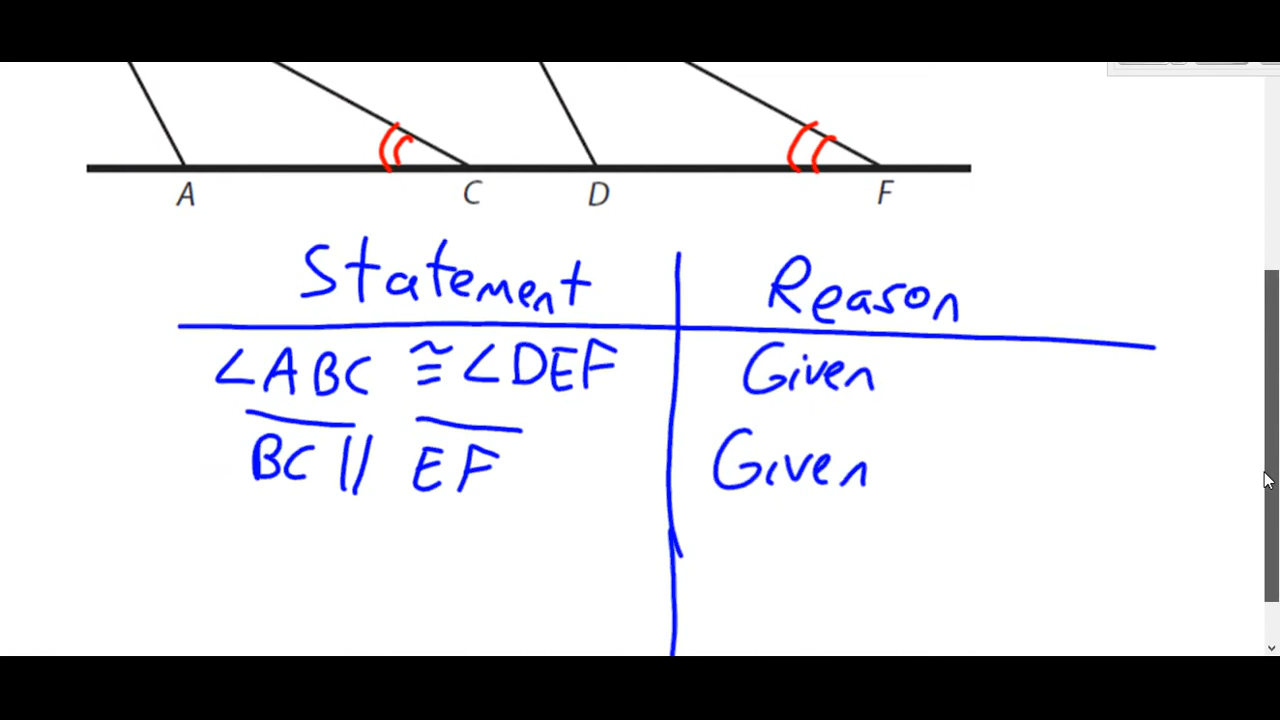 A C D F
Statement Reason
∠ABC ≅ ∠DEF Given
BC || EF Given